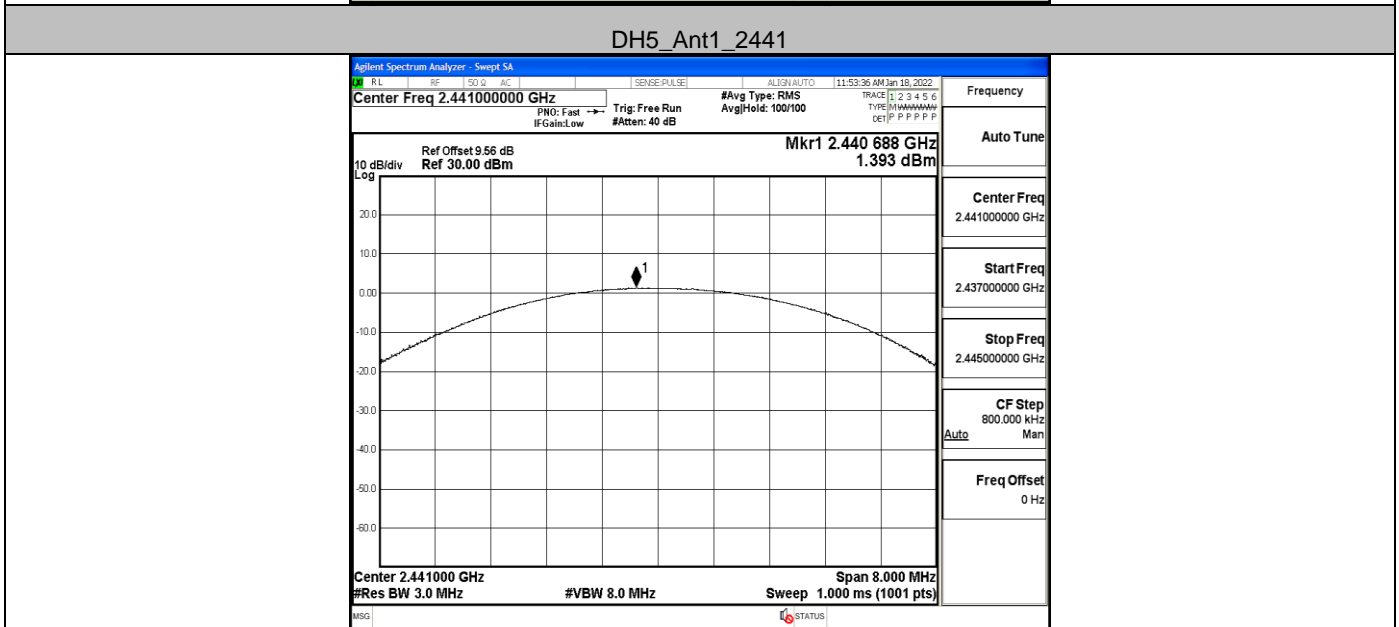 DH5_Ant1_2441
Agilent Spectrum Analyzer - Swept SA
RL RF 50 Ω AC SENSE:PULSE ALIGN AUTO 11:53:36 AM Jan 18, 2022
Center Freq 2.441000000 GHz
PNO: Fast
IFGain:Low
Trig: Free Run
#Atten: 40 dB
#Avg Type: RMS
Avg|Hold: 100/100
TRACE 1 2 3 4 5 6
TYPE M WWWWW
DET P P P P P P
Mkr1 2.440 688 GHz
1.393 dBm
Ref Offset 9.56 dB
10 dB/div Ref 30.00 dBm
Log
20.0
10.0
0.00
-10.0
-20.0
-30.0
-40.0
-50.0
-60.0
1
Center 2.441000 GHz Span 8.000 MHz
#Res BW 3.0 MHz #VBW 8.0 MHz Sweep 1.000 ms (1001 pts)
MSG STATUS
Frequency
Auto Tune
Center Freq
2.441000000 GHz
Start Freq
2.437000000 GHz
Stop Freq
2.445000000 GHz
CF Step
800.000 kHz
Auto Man
Freq Offset
0 Hz